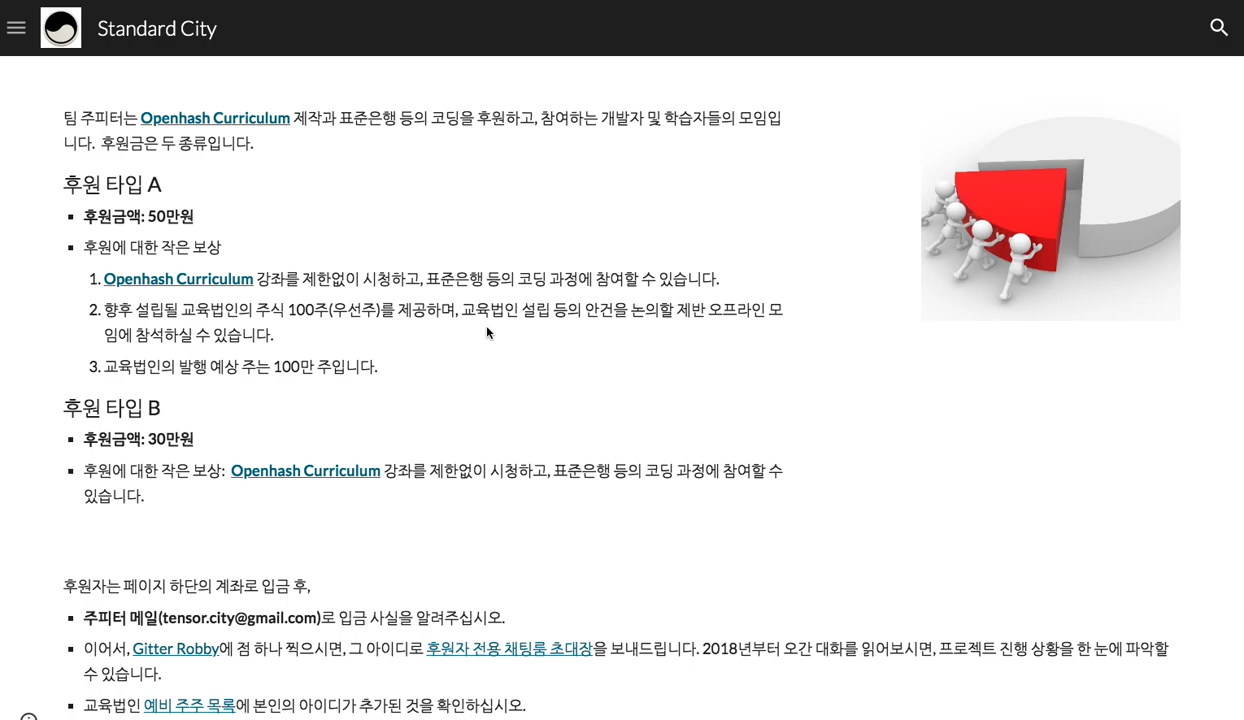 Standard City
팀 주피터는 Openhash Curriculum 제작과 표준은행 등의 코딩을 후원하고, 참여하는 개발자 및 학습자들의 모임입
니다. 후원금은 두 종류입니다.
후원 타입 A
▪ 후원금액: 50만원
▪ 후원에 대한 작은 보상
1. Openhash Curriculum 강좌를 제한없이 시청하고, 표준은행 등의 코딩 과정에 참여할 수 있습니다.
2. 향후 설립될 교육법인의 주식 100주(우선주)를 제공하며, 교육법인 설립 등의 안건을 논의할 제반 오프라인 모
임에 참석하실 수 있습니다.
3. 교육법인의 발행 예상 주는 100만 주입니다.
후원 타입 B
▪ 후원금액: 30만원
▪ 후원에 대한 작은 보상: Openhash Curriculum 강좌를 제한없이 시청하고, 표준은행 등의 코딩 과정에 참여할 수
있습니다.
후원자는 페이지 하단의 계좌로 입금 후,
▪ 주피터 메일(tensor.city@gmail.com)로 입금 사실을 알려주십시오.
▪ 이어서, Gitter Robby에 점 하나 찍으시면, 그 아이디로 후원자 전용 채팅룸 초대장을 보내드립니다. 2018년부터 오간 대화를 읽어보시면, 프로젝트 진행 상황을 한 눈에 파악할
수 있습니다.
▪ 교육법인 예비 주주 목록에 본인의 아이디가 추가된 것을 확인하십시오.